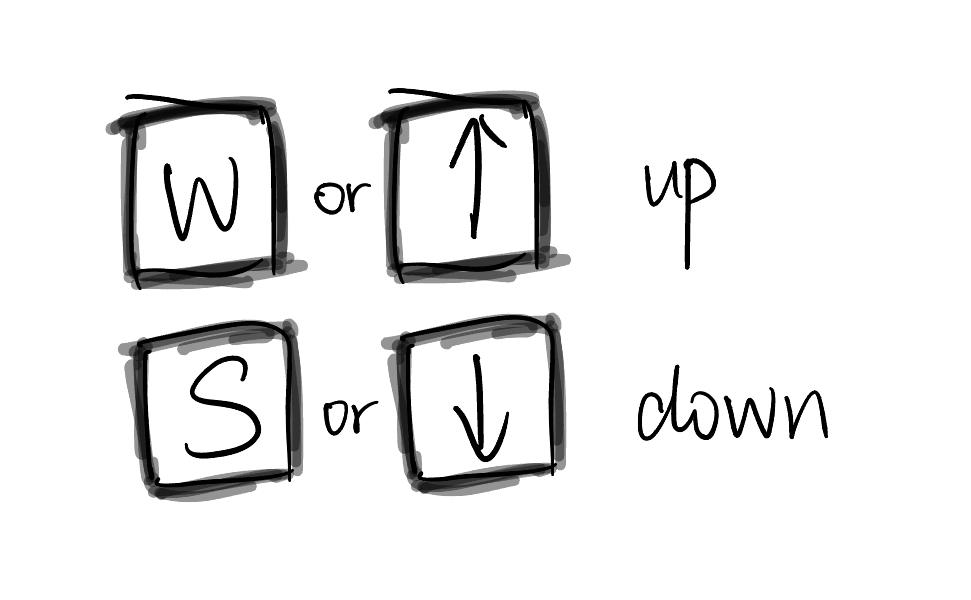 W or ↑ up
S or ↓ down